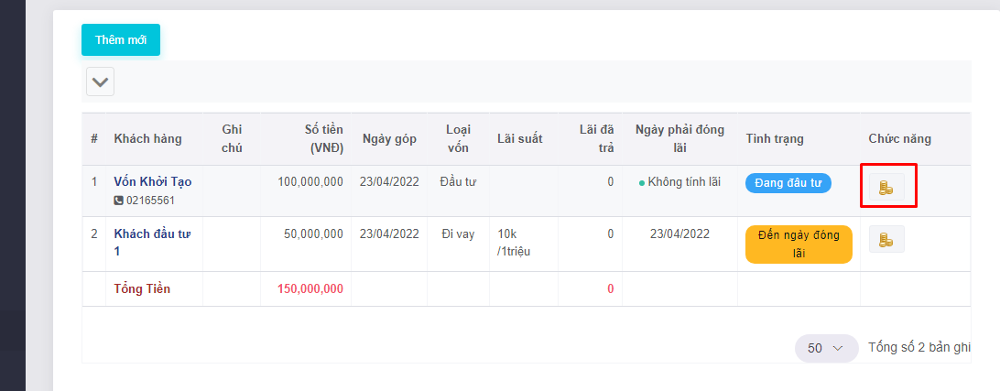 Thêm mới
# Khách hàng Ghi chú Số tiền (VNĐ) Ngày góp Loại vốn Lãi suất Lãi đã trả Ngày phải đóng lãi Tình trạng Chức năng
1 Vốn Khởi Tạo 100,000,000 23/04/2022 Đầu tư 0 Không tính lãi Đang đầu tư
02165561
2 Khách đầu tư 1 50,000,000 23/04/2022 Đi vay 10k /1triệu 0 23/04/2022 Đến ngày đóng lãi
Tổng Tiền 150,000,000 0
50 Tổng số 2 bản ghi